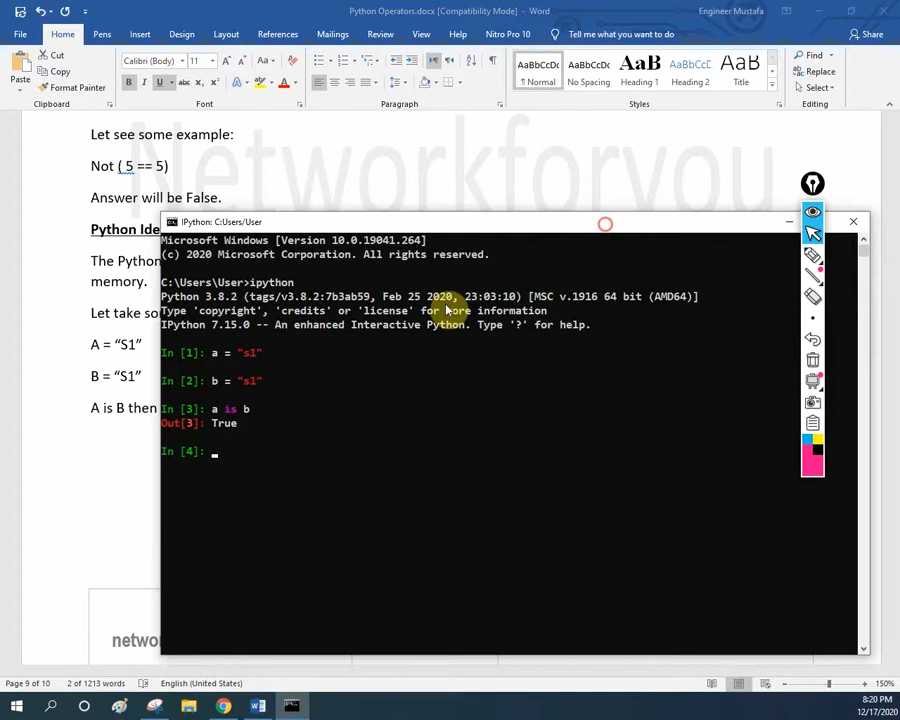 Python Operators.docx [Compatibility Mode] - Word
Engineer Mustafa
File Home Pens Insert Design Layout References Mailings Review View Help Nitro Pro 10 Tell me what you want to do Share
Paste
Cut
Copy
Format Painter
Clipboard
Calibri (Body) 11
Font
Paragraph
AaBbCcDc AaBbCcDc AaBb AaBbCcD AaBb
¶ Normal No Spacing Heading 1 Heading 2 Title
Styles
Find
Replace
Select
Editing
Networkforyou
Let see some example:
Not ( 5 == 5)
Answer will be False.
Python Ide
The Python
memory.
Let take so
A = “S1”
B = “S1”
A is B then
networ
IPython: C:Users/User
Microsoft Windows [Version 10.0.19041.264]
(c) 2020 Microsoft Corporation. All rights reserved.
C:\Users\User>ipython
Python 3.8.2 (tags/v3.8.2:7b3ab59, Feb 25 2020, 23:03:10) [MSC v.1916 64 bit (AMD64)]
Type 'copyright', 'credits' or 'license' for more information
IPython 7.15.0 -- An enhanced Interactive Python. Type '?' for help.
In [1]: a = "s1"
In [2]: b = "s1"
In [3]: a is b
Out[3]: True
In [4]:
Page 9 of 10 2 of 1213 words English (United States) 150%
8:20 PM
12/17/2020